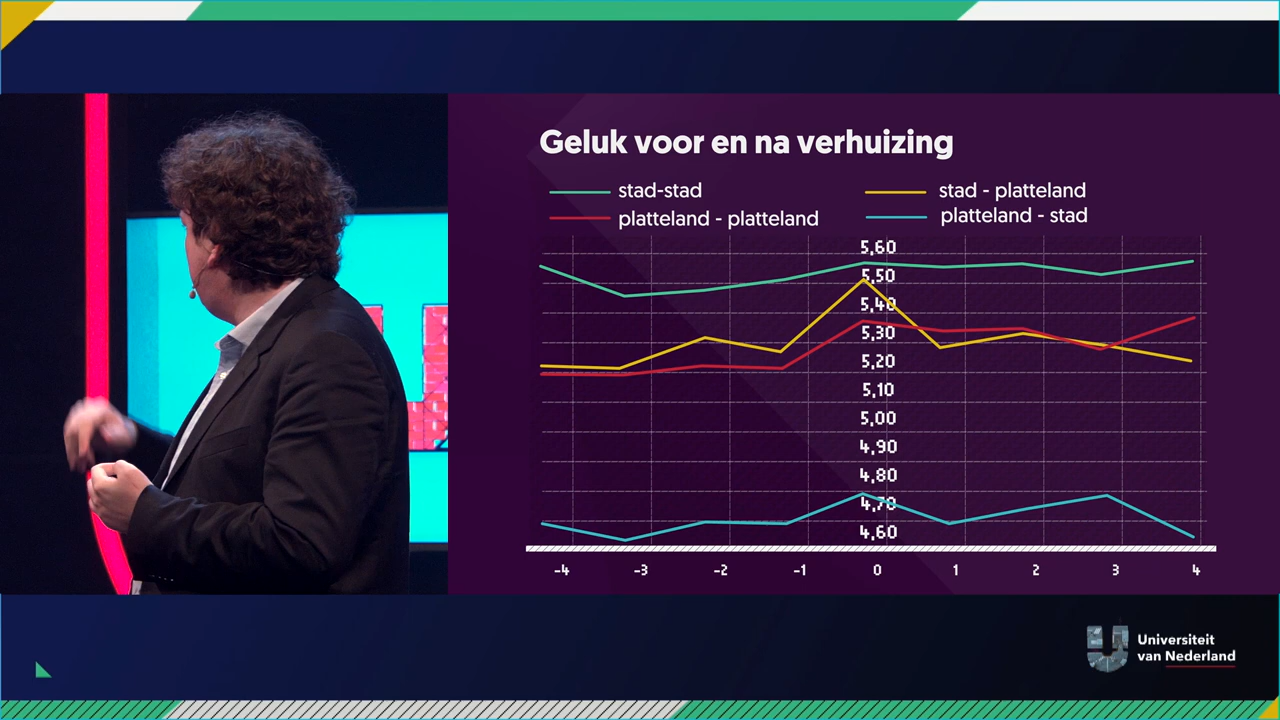 Geluk voor en na verhuizing
stad-stad
stad - platteland
platteland - platteland
platteland - stad
5,60
5,50
5,40
5,30
5,20
5,10
5,00
4,90
4,80
4,70
4,60
-4 -3 -2 -1 0 1 2 3 4
Universiteit
van Nederland